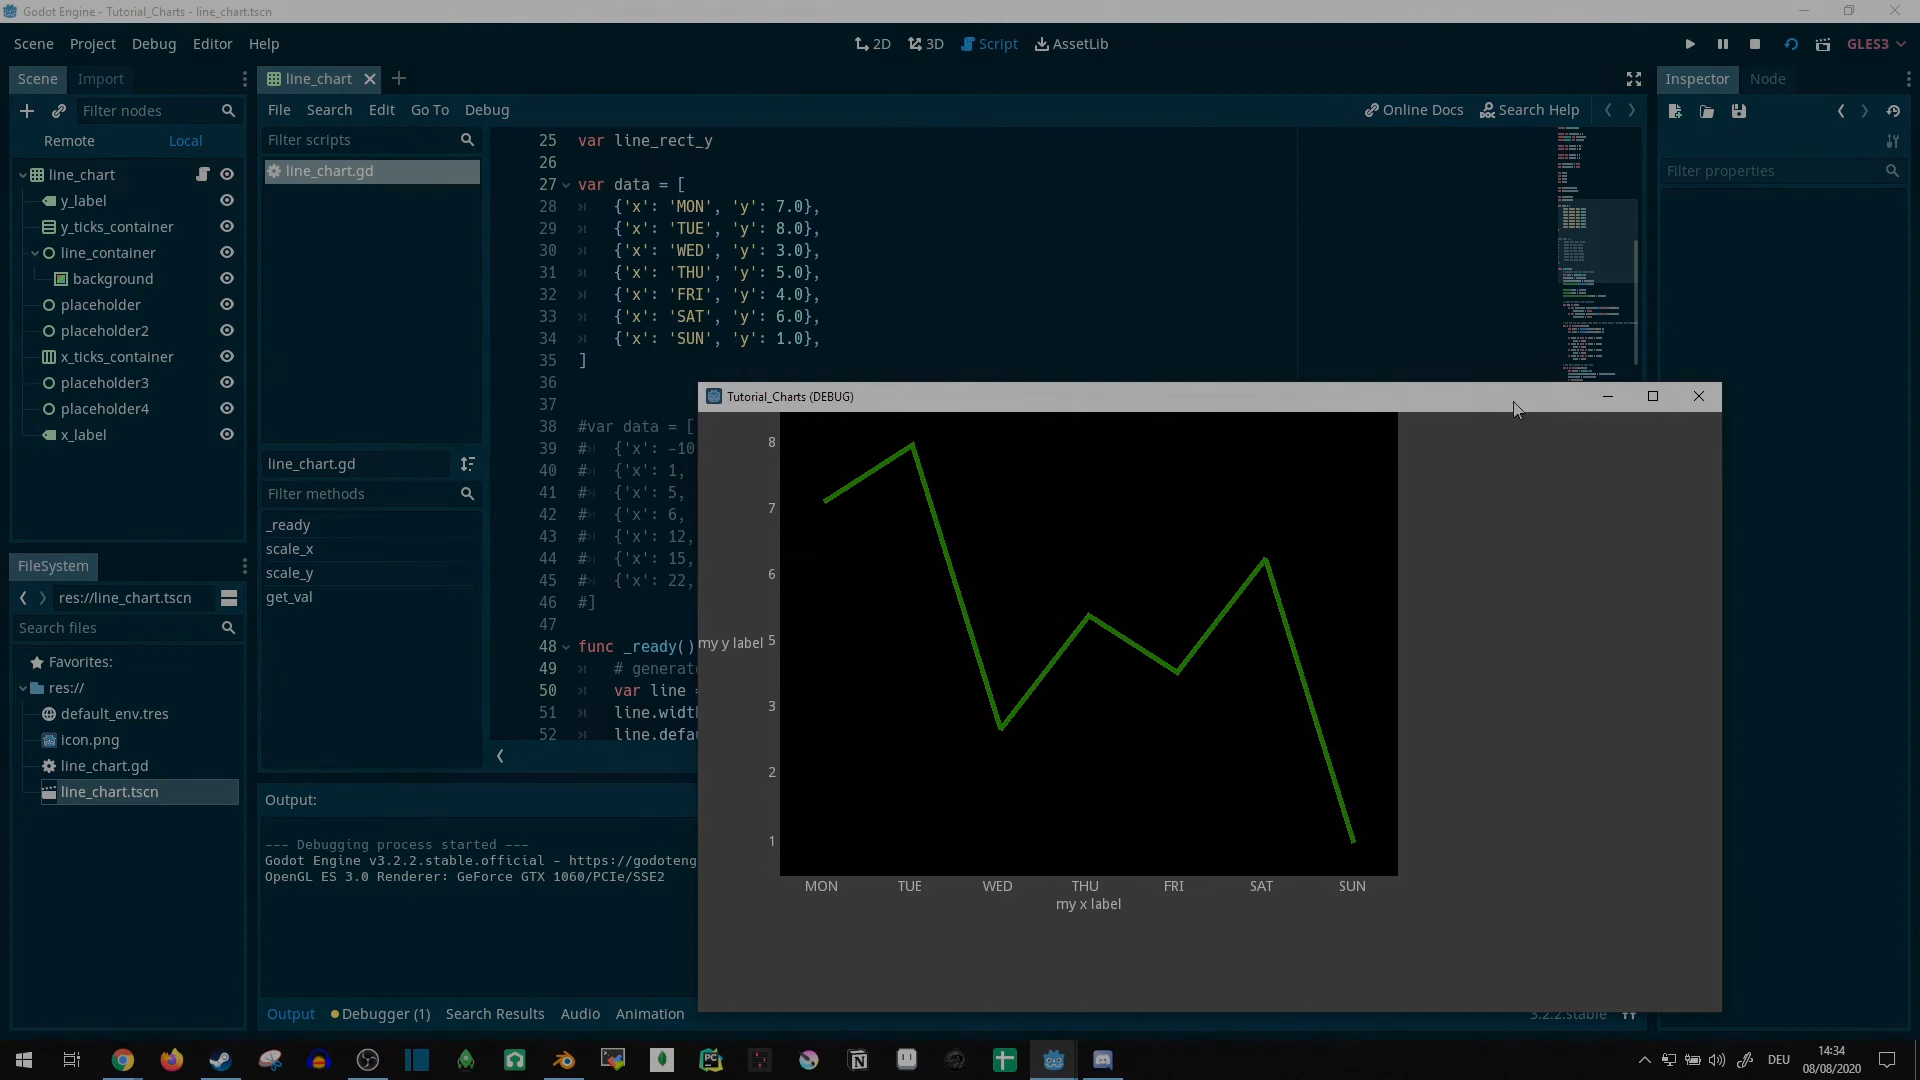 Godot Engine - Tutorial_Charts - line_chart.tscn
Scene Project Debug Editor Help
2D 3D Script AssetLib
GLES3
Scene Import
line_chart
Inspector Node
Filter nodes
File Search Edit Go To Debug
Online Docs Search Help
Remote Local
Filter scripts
line_chart.gd
Filter properties
line_chart
y_label
y_ticks_container
line_container
background
placeholder
placeholder2
x_ticks_container
placeholder3
placeholder4
x_label
line_chart.gd
Filter methods
_ready
scale_x
scale_y
get_val
25 var line_rect_y
26
27 var data = [
28 {'x': 'MON', 'y': 7.0},
29 {'x': 'TUE', 'y': 8.0},
30 {'x': 'WED', 'y': 3.0},
31 {'x': 'THU', 'y': 5.0},
32 {'x': 'FRI', 'y': 4.0},
33 {'x': 'SAT', 'y': 6.0},
34 {'x': 'SUN', 'y': 1.0},
35 ]
36
37
38 #var data = [
39 # {'x': -10
40 # {'x': 1,
41 # {'x': 5,
42 # {'x': 6,
43 # {'x': 12,
44 # {'x': 15,
45 # {'x': 22,
46 #]
47
48 func _ready()
49 # generat
50 var line =
51 line.widt
52 line.defa
Tutorial_Charts (DEBUG)
8
7
6
my y label 5
3
2
1
MON TUE WED THU FRI SAT SUN
my x label
FileSystem
res://line_chart.tscn
Search files
Favorites:
res://
default_env.tres
icon.png
line_chart.gd
line_chart.tscn
Output:
--- Debugging process started ---
Godot Engine v3.2.2.stable.official - https://godoteng
OpenGL ES 3.0 Renderer: GeForce GTX 1060/PCIe/SSE2
Output Debugger (1) Search Results Audio Animation
3.2.2.stable
DEU
14:34
08/08/2020